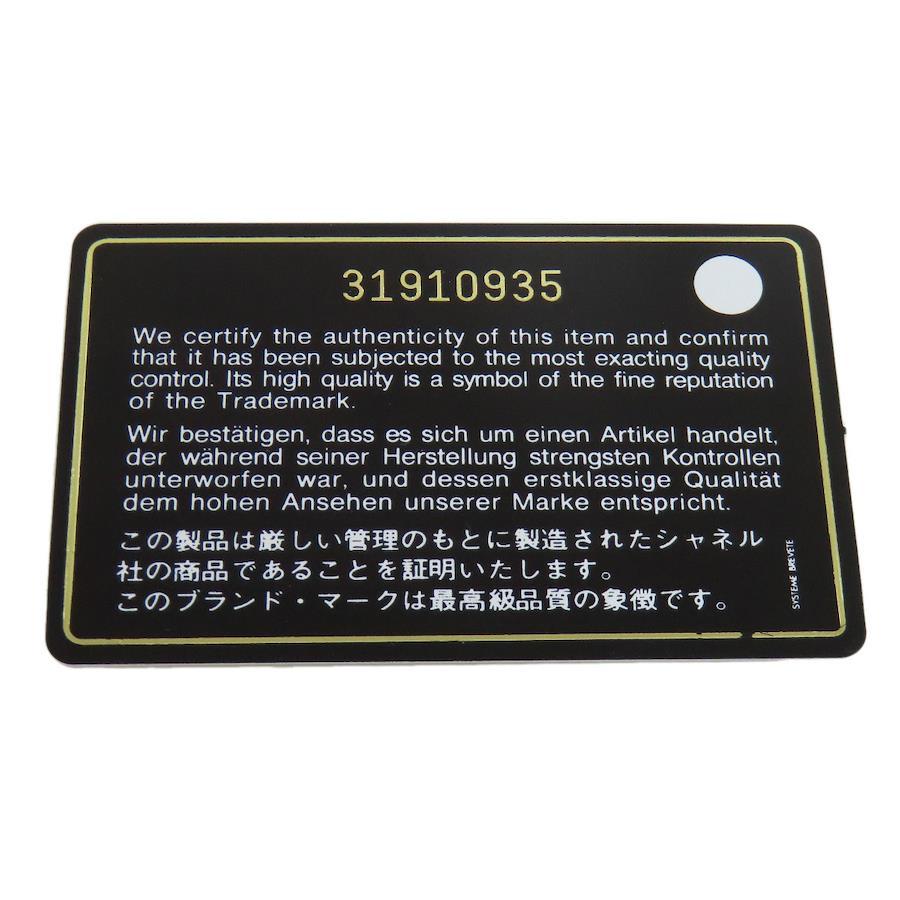 31910935
We certify the authenticity of this item and confirm
that it has been subjected to the most exacting quality
control. Its high quality is a symbol of the fine reputation
of the Trademark.
Wir bestätigen, dass es sich um einen Artikel handelt,
der während seiner Herstellung strengsten Kontrollen
unterworfen war, und dessen erstklassige Qualität
dem hohen Ansehen unserer Marke entspricht.
この製品は厳しい管理のもとに製造されたシャネル
社の商品であることを証明いたします。
このブランド・マークは最高級品質の象徴です。
SYSTEME BREVETE